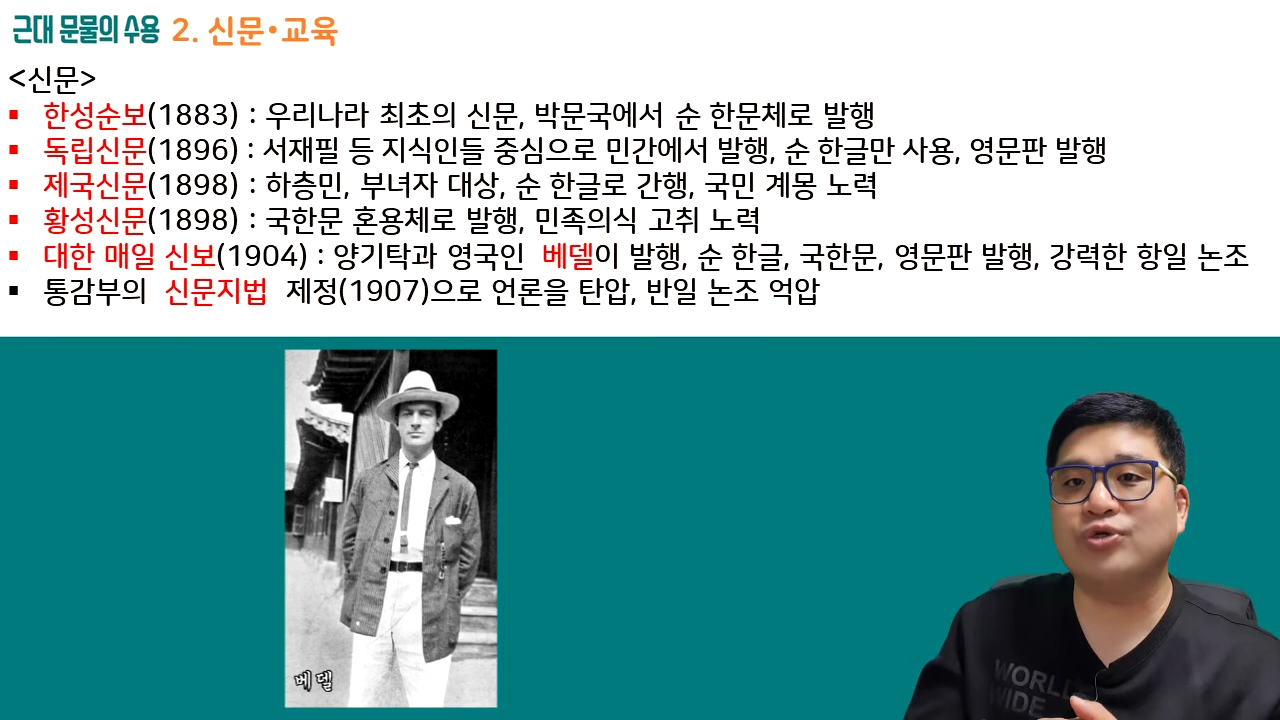 근대 문물의 수용 2. 신문•교육
<신문>
▪ 한성순보(1883) : 우리나라 최초의 신문, 박문국에서 순 한문체로 발행
▪ 독립신문(1896) : 서재필 등 지식인들 중심으로 민간에서 발행, 순 한글만 사용, 영문판 발행
▪ 제국신문(1898) : 하층민, 부녀자 대상, 순 한글로 간행, 국민 계몽 노력
▪ 황성신문(1898) : 국한문 혼용체로 발행, 민족의식 고취 노력
▪ 대한 매일 신보(1904) : 양기탁과 영국인 베델이 발행, 순 한글, 국한문, 영문판 발행, 강력한 항일 논조
▪ 통감부의 신문지법 제정(1907)으로 언론을 탄압, 반일 논조 억압
베델
WORLD
WIDE